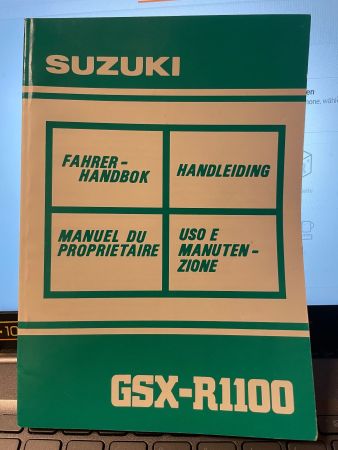 SUZUKI
FAHRER-
HANDBOK
HANDLEIDING
MANUEL DU
PROPRIETAIRE
USO E
MANUTEN-
ZIONE
GSX-R1100